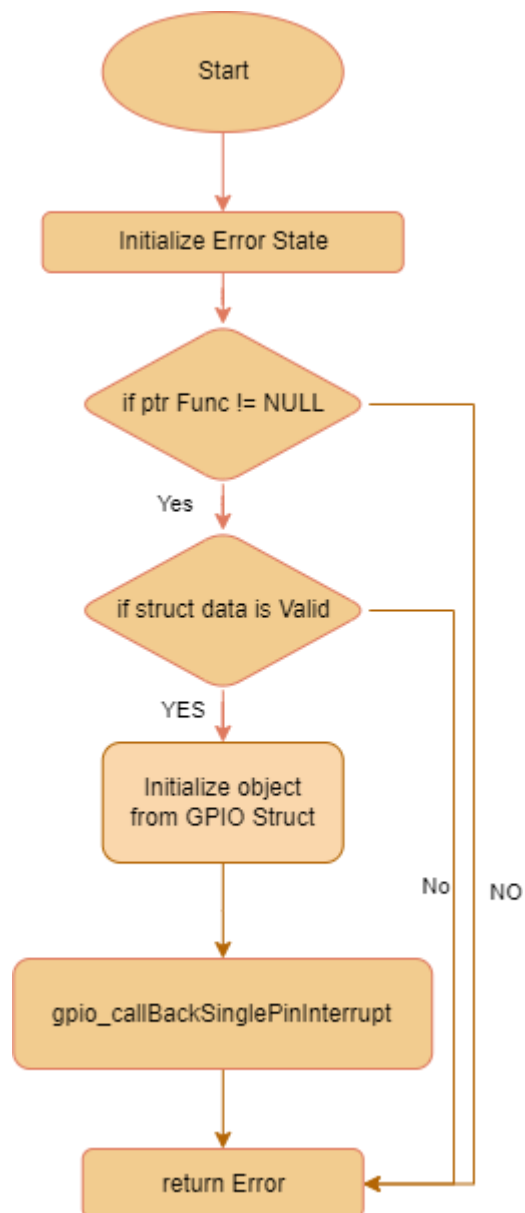 Start
Initialize Error State
if ptr Func != NULL
Yes
if struct data is Valid
YES
Initialize object
from GPIO Struct
No
NO
gpio_callBackSinglePinInterrupt
return Error